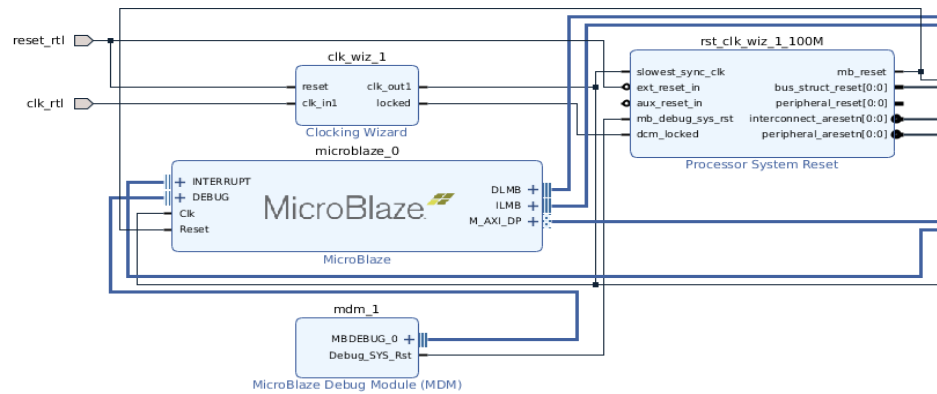 reset_rtl
clk_rtl
clk_wiz_1
reset
clk_in1
clk_out1
locked
Clocking Wizard
rst_clk_wiz_1_100M
slowest_sync_clk
ext_reset_in
aux_reset_in
mb_debug_sys_rst
dcm_locked
mb_reset
bus_struct_reset[0:0]
peripheral_reset[0:0]
interconnect_aresetn[0:0]
peripheral_aresetn[0:0]
Processor System Reset
microblaze_0
INTERRUPT
DEBUG
Clk
Reset
MicroBlaze
DLMB
ILMB
M_AXI_DP
MicroBlaze
mdm_1
MBDEBUG_0
Debug_SYS_Rst
MicroBlaze Debug Module (MDM)